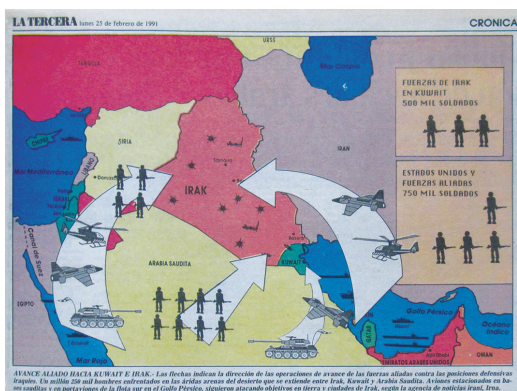 LA TERCERA lunes 25 de febrero de 1991
CRONICA
URSS
TURQUIA
Mar Caspio
FUERZAS DE IRAK
EN KUWAIT
500 MIL SOLDADOS
CHIPRE
SIRIA
IRAN
Mar Mediterráneo
LIBANO
IRAK
ESTADOS UNIDOS Y
FUERZAS ALIADAS
750 MIL SOLDADOS
Canal de Suez
ARABIA SAUDITA
KUWAIT
EGIPTO
Golfo Pérsico
QATAR
Océano
Indico
Mar Rojo
EMIRATOS ARABES UNIDOS
OMAN
AVANCE ALIADO HACIA KUWAIT E IRAK.- Las flechas indican la dirección de las operaciones de avance de las fuerzas aliadas contra las posiciones defensivas
iraquíes. Un millón 250 mil hombres enfrentados en las áridas arenas del desierto que se extiende entre Irak, Kuwait y Arabia Saudita. Aviones estacionados en ba-
ses sauditas y en portaviones de la flota sur en el Golfo Pérsico, siguieron atacando objetivos en tierra y ciudades de Irak, según la agencia de noticias iraní, Irna.